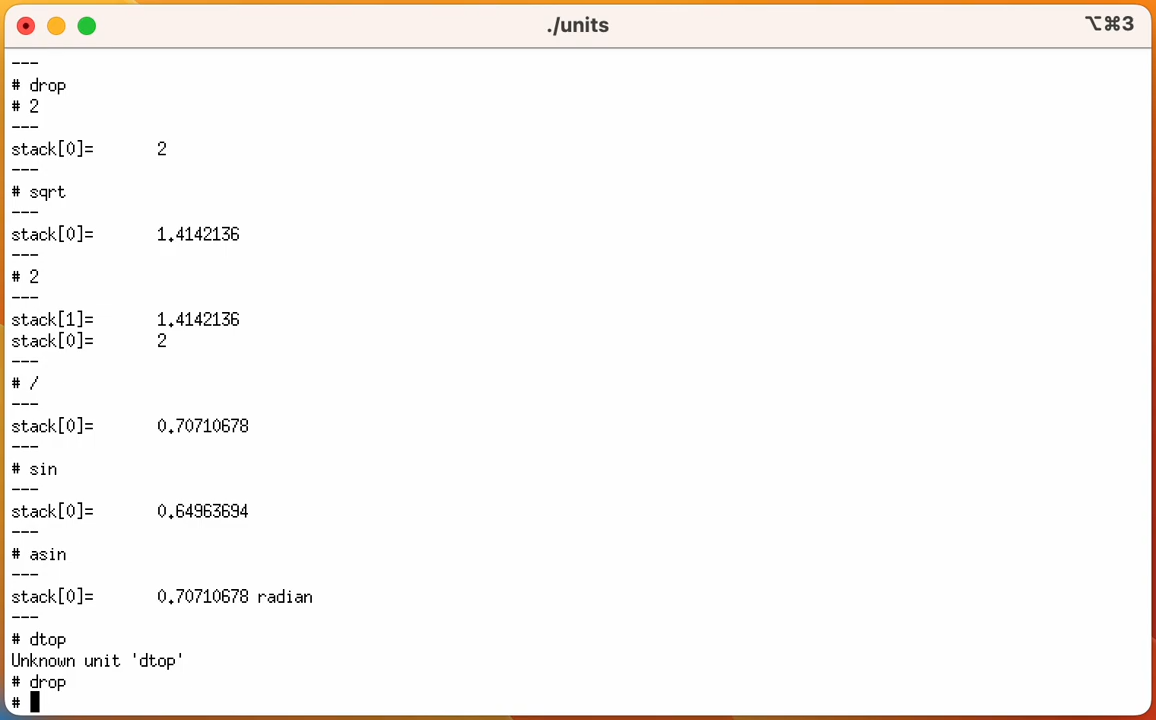 ./units
⌥⌘3
---
# drop
# 2
---
stack[0]= 2
---
# sqrt
---
stack[0]= 1.4142136
---
# 2
---
stack[1]= 1.4142136
stack[0]= 2
---
# /
---
stack[0]= 0.70710678
---
# sin
---
stack[0]= 0.64963694
---
# asin
---
stack[0]= 0.70710678 radian
---
# dtop
Unknown unit 'dtop'
# drop
#